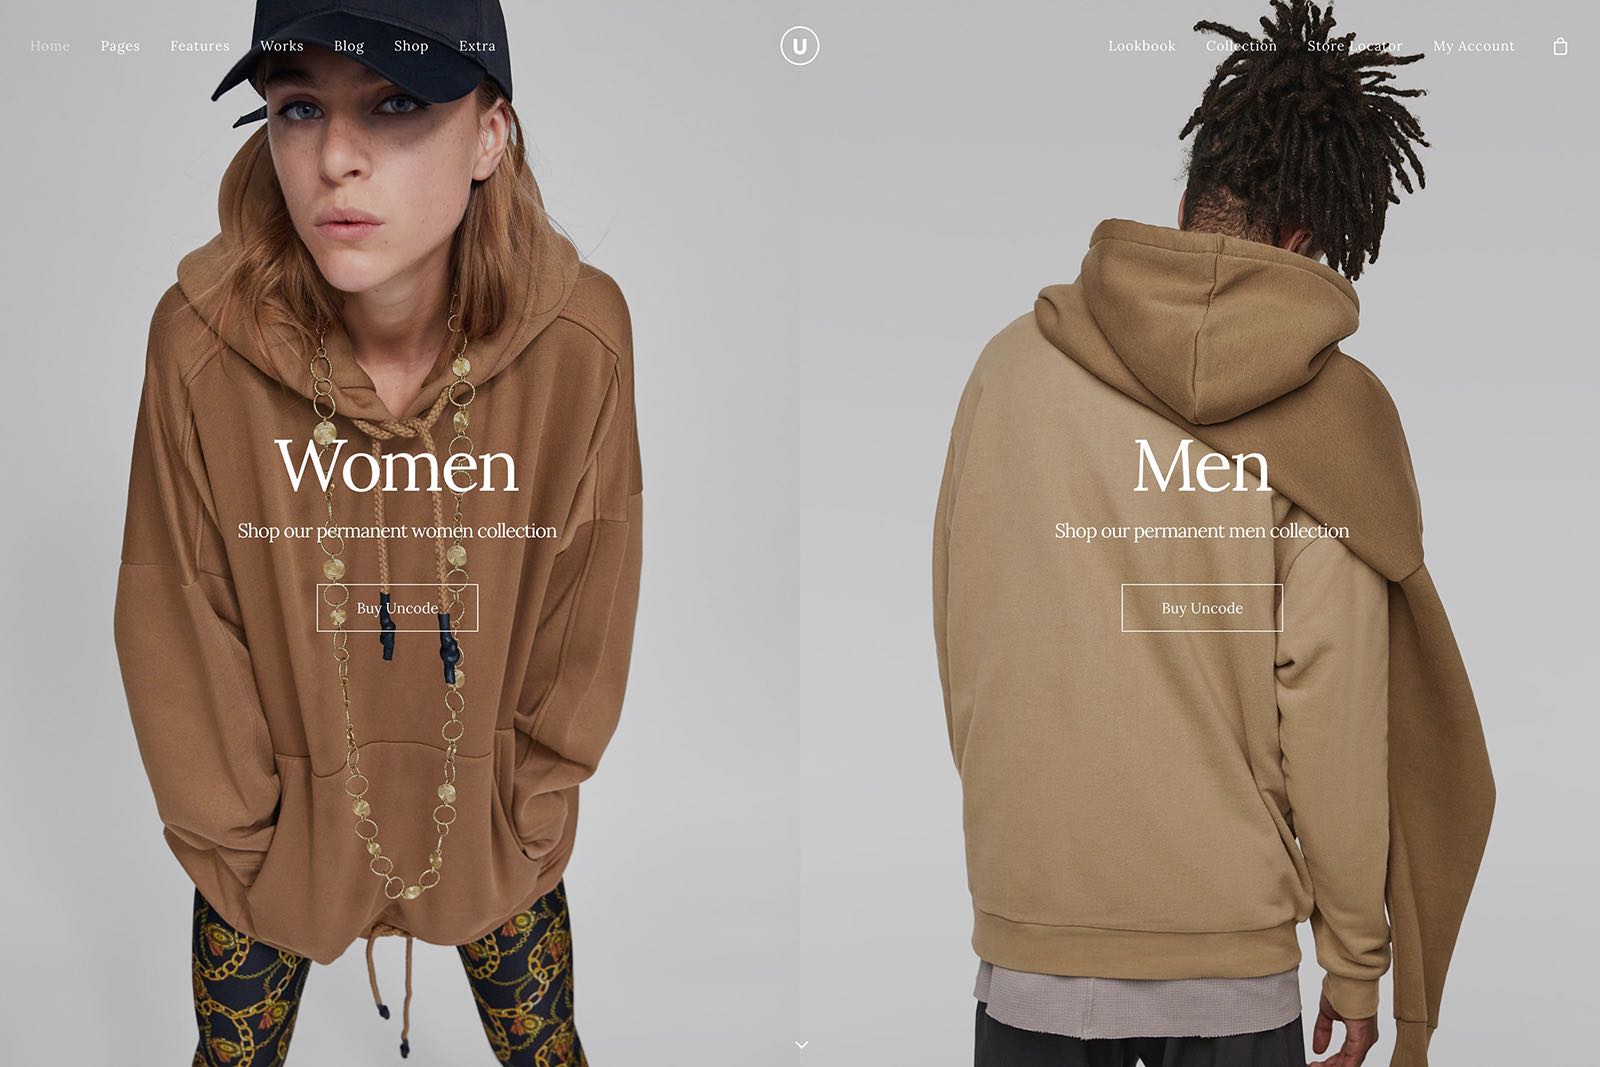 Home Pages Features Works Blog Shop Extra
U
Lookbook Collection Store Locator My Account
Women
Shop our permanent women collection
Buy Uncode
Men
Shop our permanent men collection
Buy Uncode